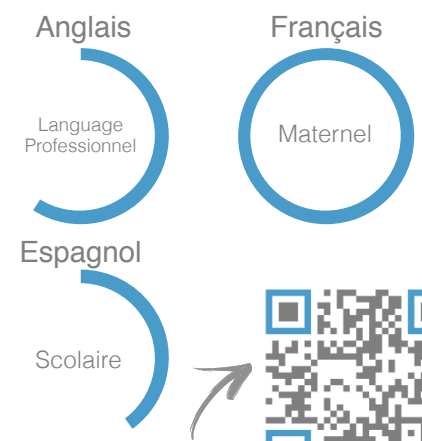 Anglais
Français
Language
Professionnel
Maternel
Espagnol
Scolaire